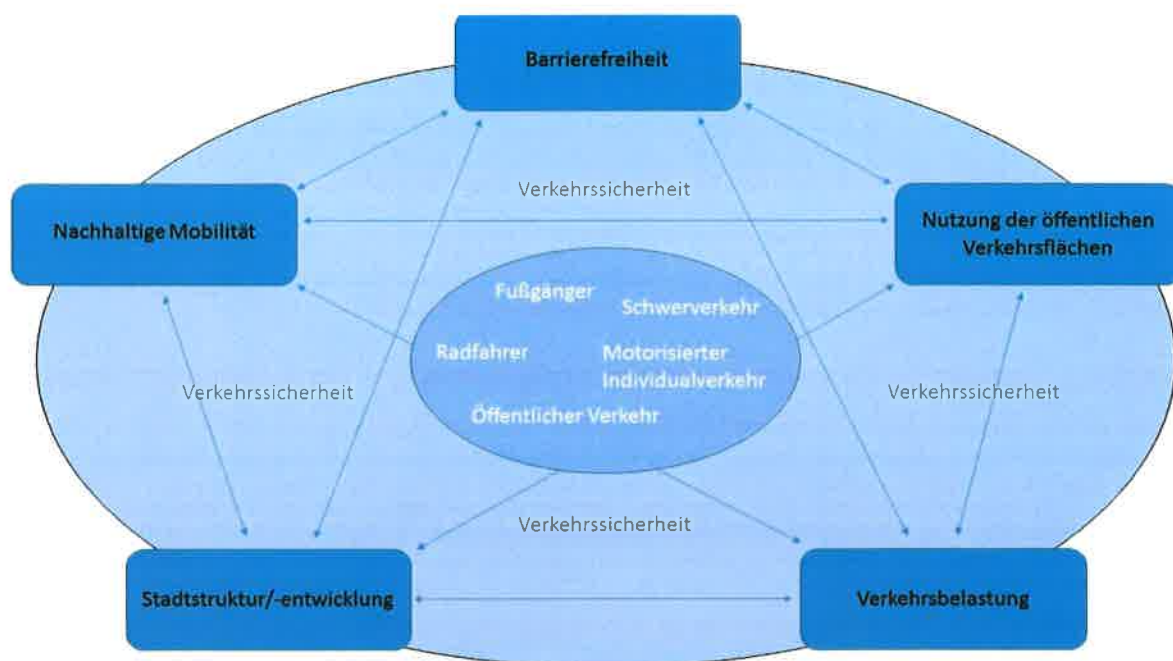 Barrierefreiheit
Verkehrssicherheit
Nachhaltige Mobilität
Nutzung der öffentlichen
Verkehrsflächen
Fußgänger
Schwerverkehr
Radfahrer
Motorisierter
Individualverkehr
Öffentlicher Verkehr
Verkehrssicherheit
Verkehrssicherheit
Verkehrssicherheit
Stadtstruktur/-entwicklung
Verkehrsbelastung